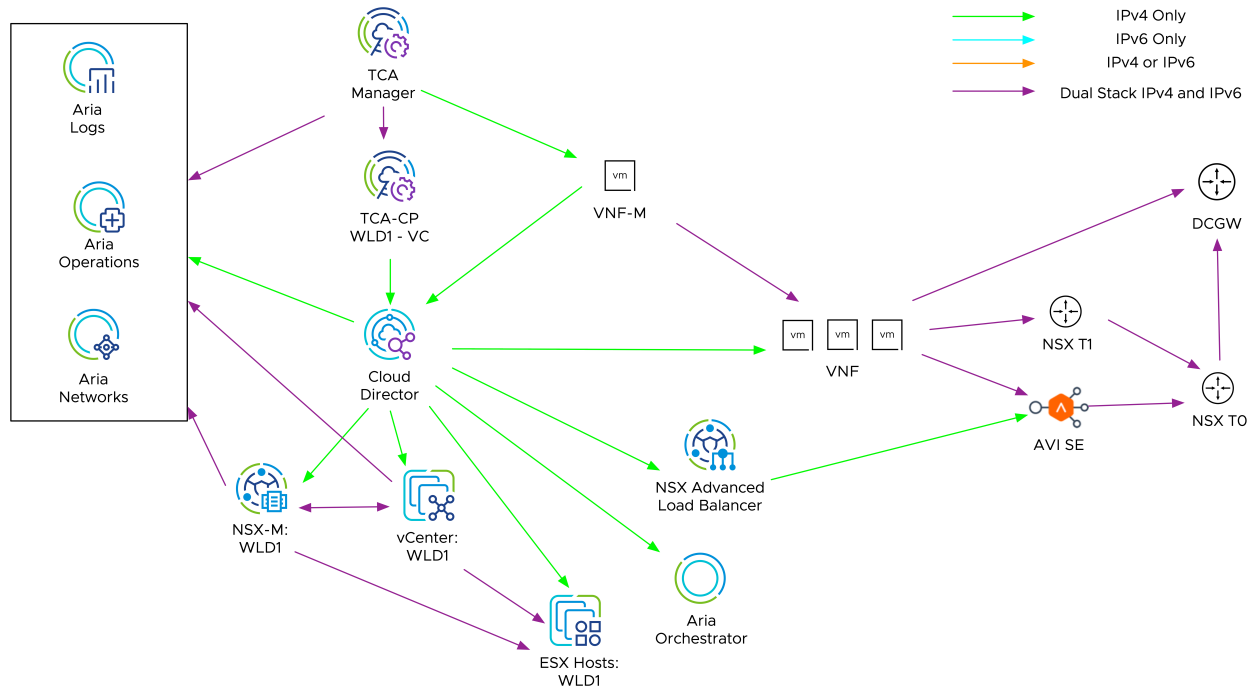 IPv4 Only
IPv6 Only
IPv4 or IPv6
Dual Stack IPv4 and IPv6
TCA
Manager
Aria
Logs
TCA-CP
WLD1 - VC
vm
VNF-M
DCGW
Aria
Operations
vm
vm
vm
VNF
NSX T1
Aria
Networks
Cloud
Director
NSX T0
AVI SE
NSX Advanced
Load Balancer
NSX-M:
WLD1
vCenter:
WLD1
Aria
Orchestrator
ESX Hosts:
WLD1